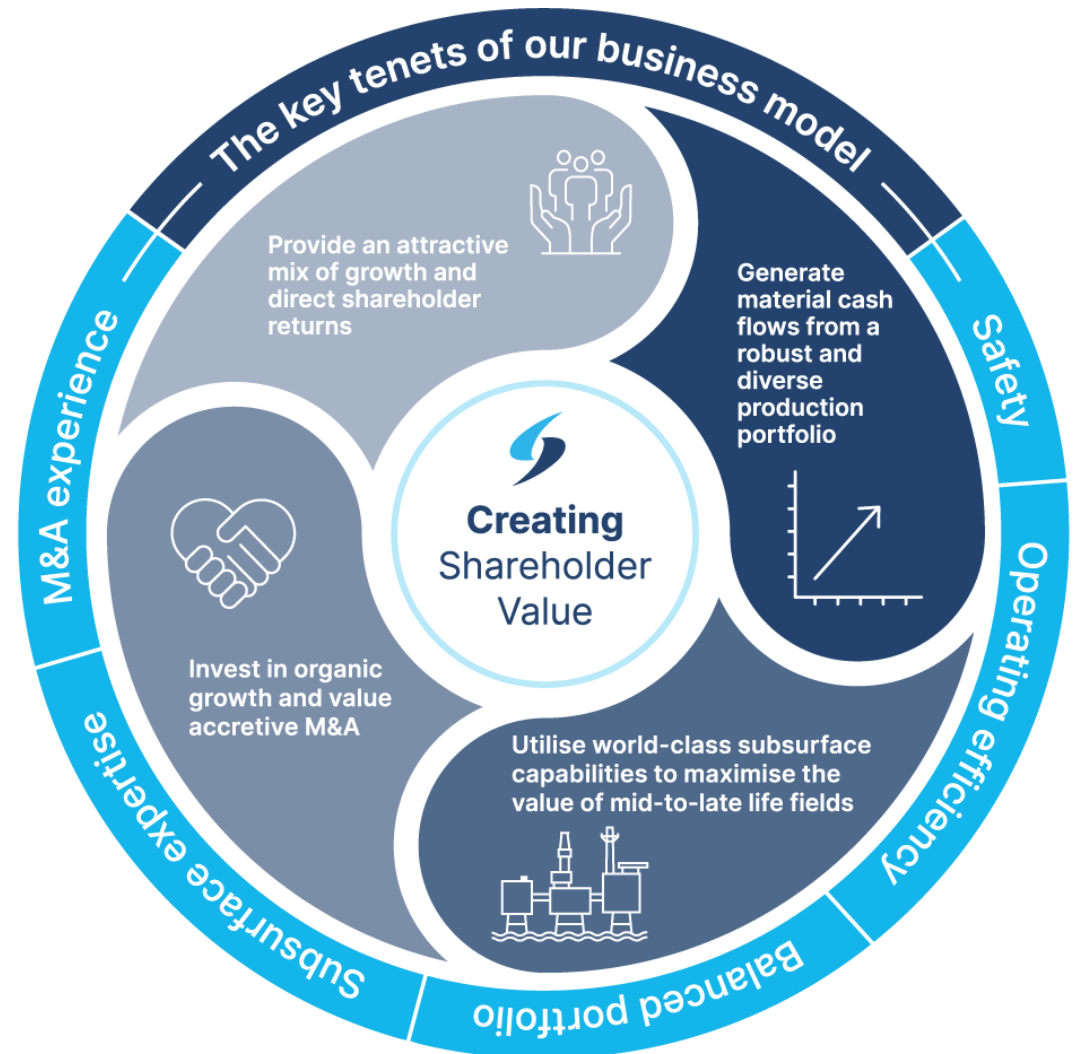 The key tenets of our business model
Safety
Operating efficiency
Balanced portfolio
Subsurface expertise
M&A experience
Provide an attractive
mix of growth and
direct shareholder
returns
Generate
material cash
flows from a
robust and
diverse
production
portfolio
Creating
Shareholder
Value
Invest in organic
growth and value
accretive M&A
Utilise world-class subsurface
capabilities to maximise the
value of mid-to-late life fields